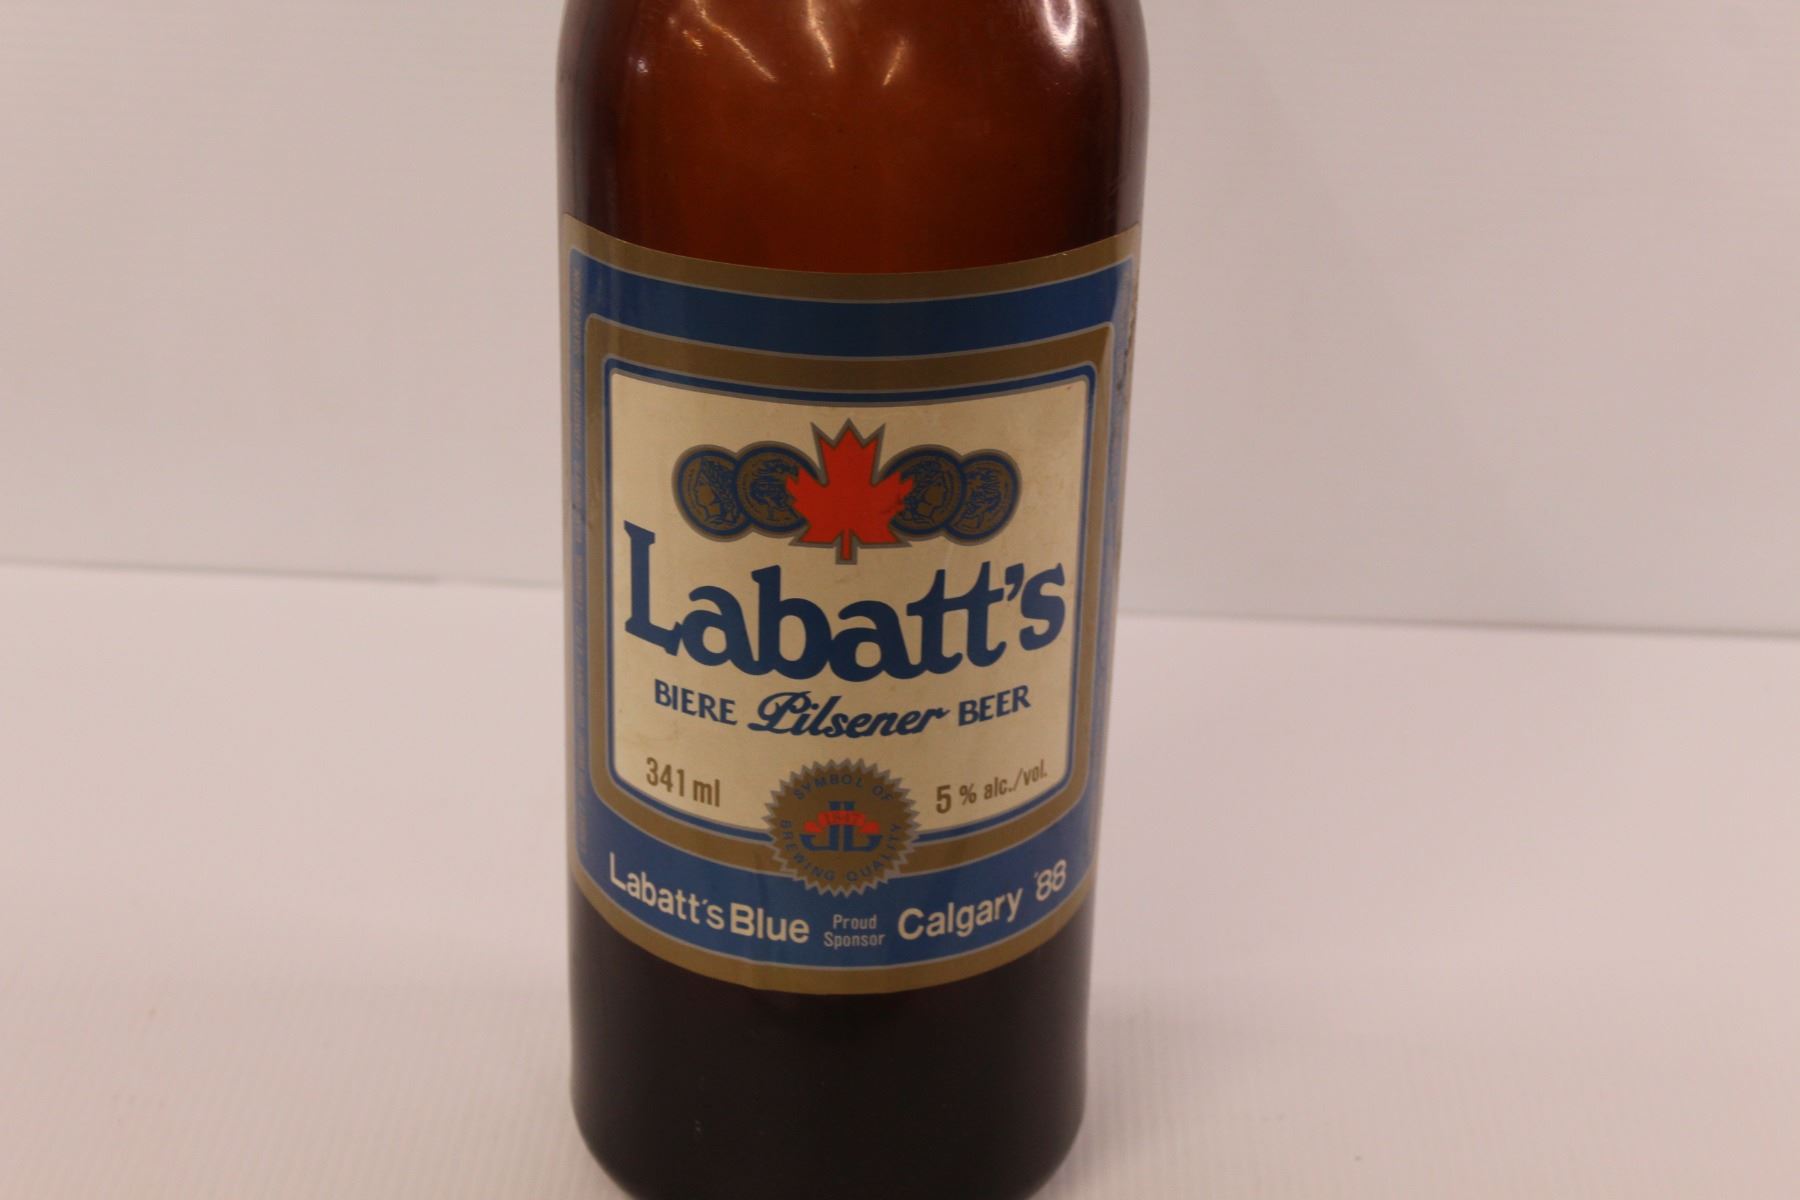 Labatt's
BIERE Pilsener BEER
341 ml
5 % alc./vol.
SYMBOL OF
1847
BREWING QUALITY
Labatt's Blue Proud Sponsor Calgary '88